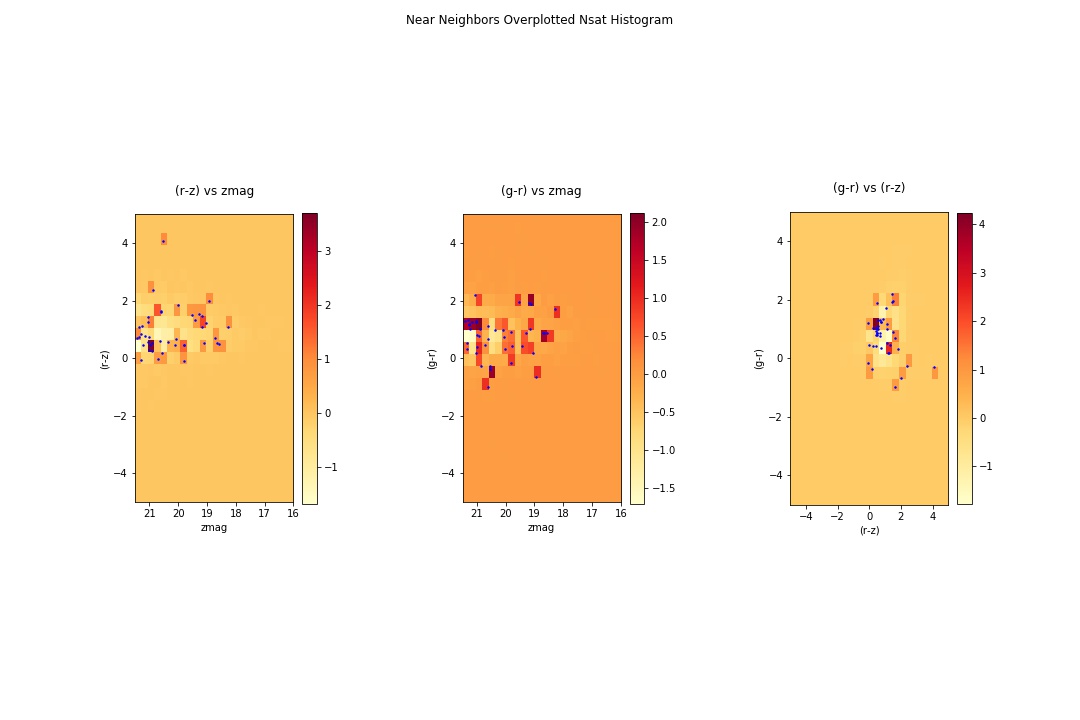 Near Neighbors Overplotted Nsat Histogram
(r-z) vs zmag
4
2
0
−2
−4
(r-z)
21 20 19 18 17 16
zmag
3
2
1
0
−1
(g-r) vs zmag
4
2
0
−2
−4
(g-r)
21 20 19 18 17 16
zmag
2.0
1.5
1.0
0.5
0.0
−0.5
−1.0
−1.5
(g-r) vs (r-z)
4
2
0
−2
−4
(g-r)
−4 −2 0 2 4
(r-z)
4
3
2
1
0
−1